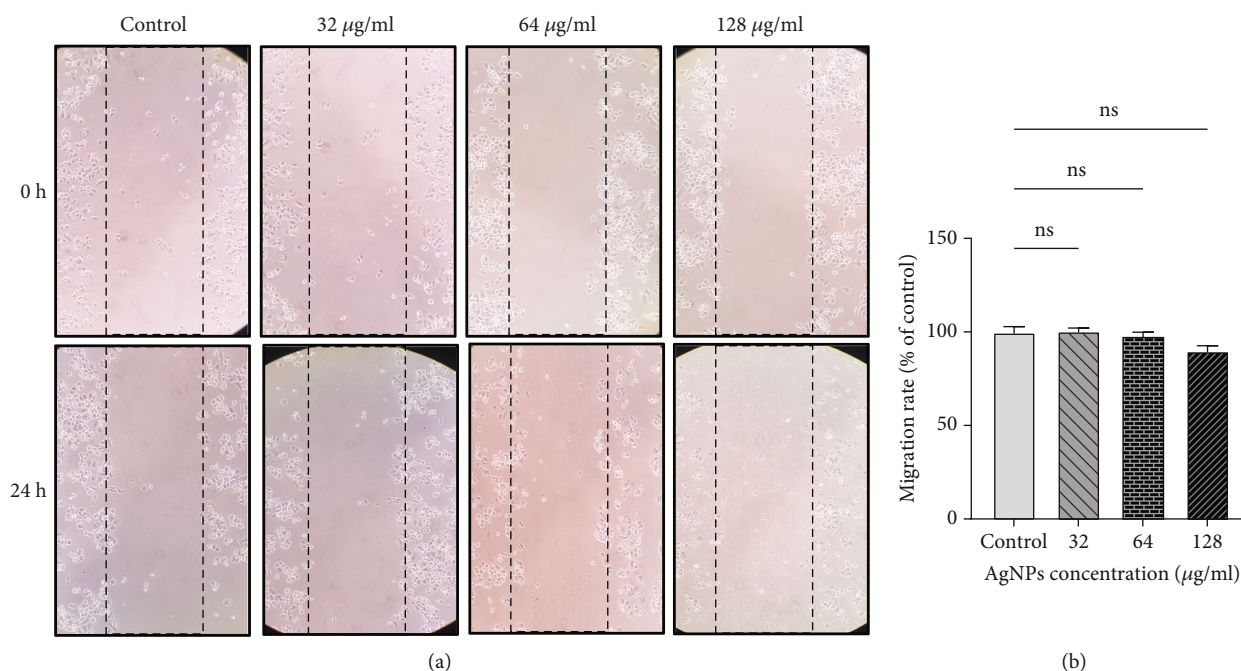 Control
32 µg/ml
64 µg/ml
128 µg/ml
0 h
24 h
(a)
ns
ns
ns
150
100
50
0
Migration rate (% of control)
Control
32
64
128
AgNPs concentration (µg/ml)
(b)